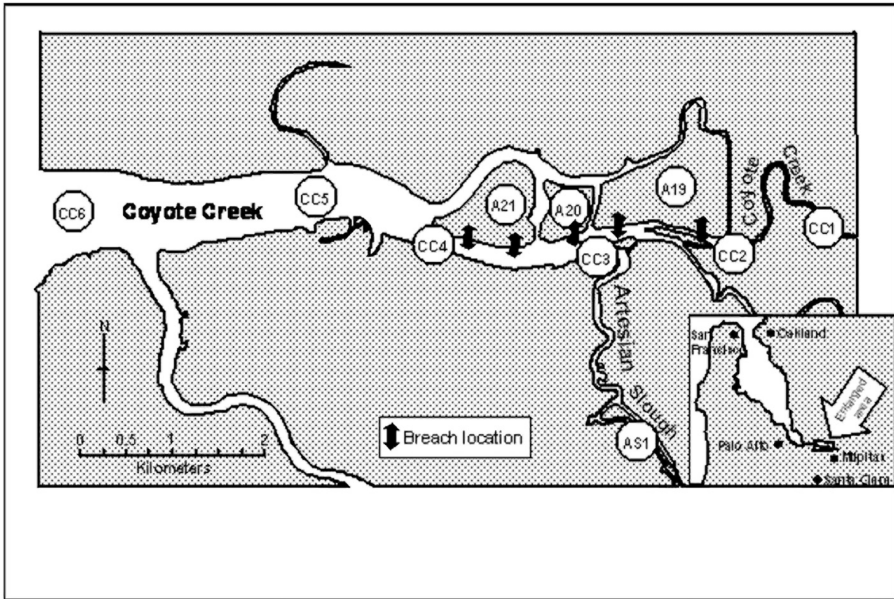 A19
Coyote
Creek
A21
A20
CC5
CC6
Coyote Creek
CC1
CC4
CC3
CC2
Artesian
Slough
N
San
Francisco
Oakland
Enlarged
area
0 0.5 1 2
Kilometers
Breach location
AS1
Palo Alto
Milpitas
Santa Clara